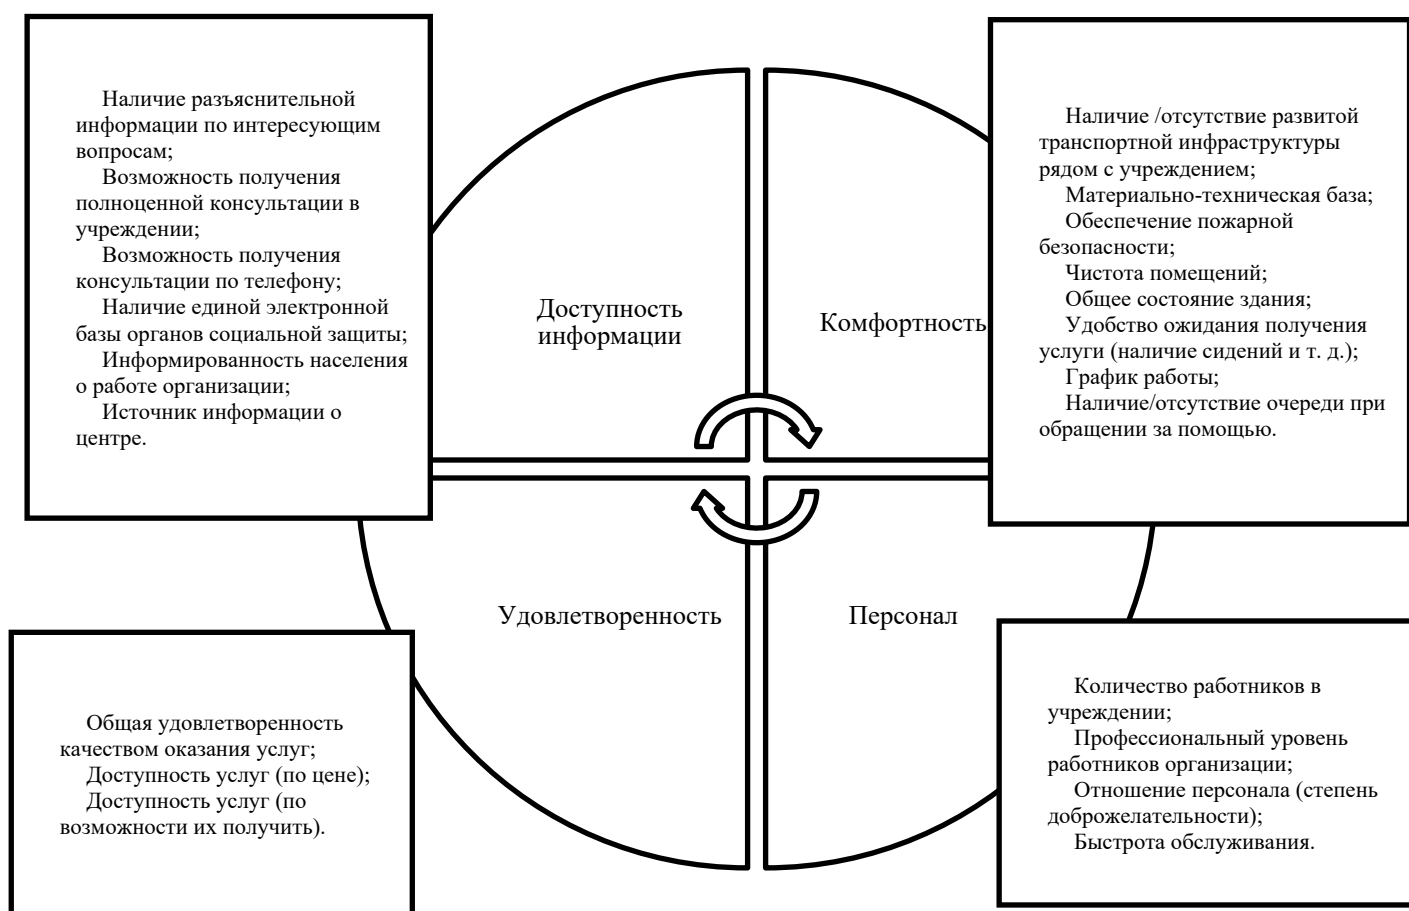 Наличие разъяснительной
информации по интересующим
вопросам;
Возможность получения
полноценной консультации в
учреждении;
Возможность получения
консультации по телефону;
Наличие единой электронной
базы органов социальной защиты;
Информированность населения
о работе организации;
Источник информации о
центре.
Доступность
информации
Комфортность
Наличие /отсутствие развитой
транспортной инфраструктуры
рядом с учреждением;
Материально-техническая база;
Обеспечение пожарной
безопасности;
Чистота помещений;
Общее состояние здания;
Удобство ожидания получения
услуги (наличие сидений и т. д.);
График работы;
Наличие/отсутствие очереди при
обращении за помощью.
Удовлетворенность
Персонал
Общая удовлетворенность
качеством оказания услуг;
Доступность услуг (по цене);
Доступность услуг (по
возможности их получить).
Количество работников в
учреждении;
Профессиональный уровень
работников организации;
Отношение персонала (степень
доброжелательности);
Быстрота обслуживания.